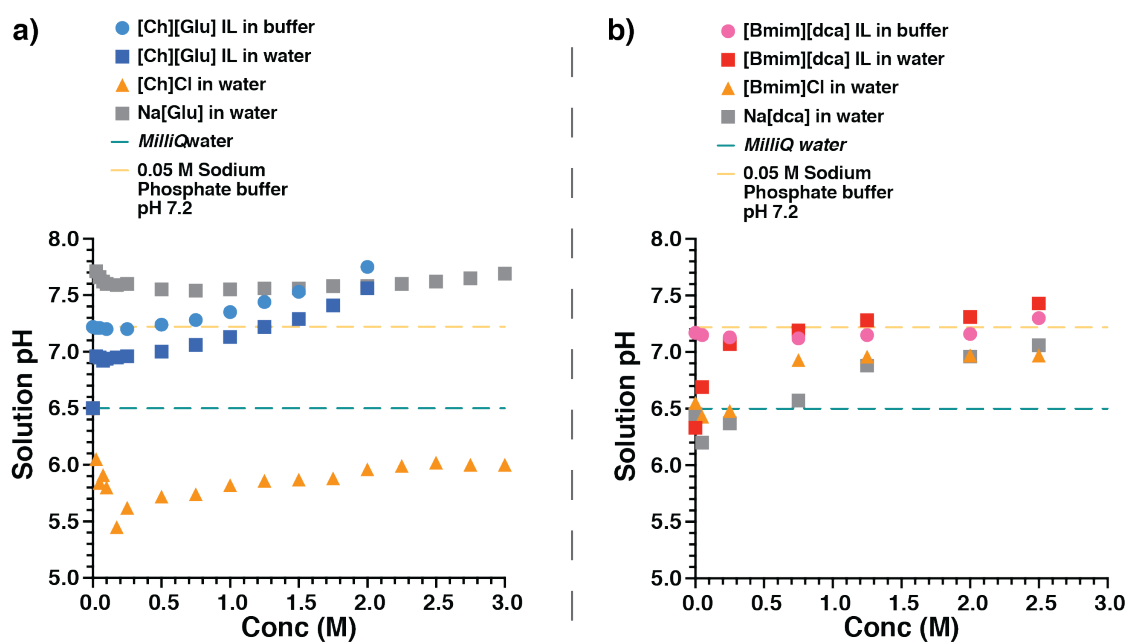 a)
[Ch][Glu] IL in buffer
[Ch][Glu] IL in water
[Ch]Cl in water
Na[Glu] in water
MilliQwater
0.05 M Sodium
Phosphate buffer
pH 7.2
Solution pH
8.0
7.5
7.0
6.5
6.0
5.5
5.0
0.0 0.5 1.0 1.5 2.0 2.5 3.0
Conc (M)
b)
[Bmim][dca] IL in buffer
[Bmim][dca] IL in water
[Bmim]Cl in water
Na[dca] in water
MilliQ water
0.05 M Sodium
Phosphate buffer
pH 7.2
Solution pH
8.0
7.5
7.0
6.5
6.0
5.5
5.0
0.0 0.5 1.0 1.5 2.0 2.5 3.0
Conc (M)